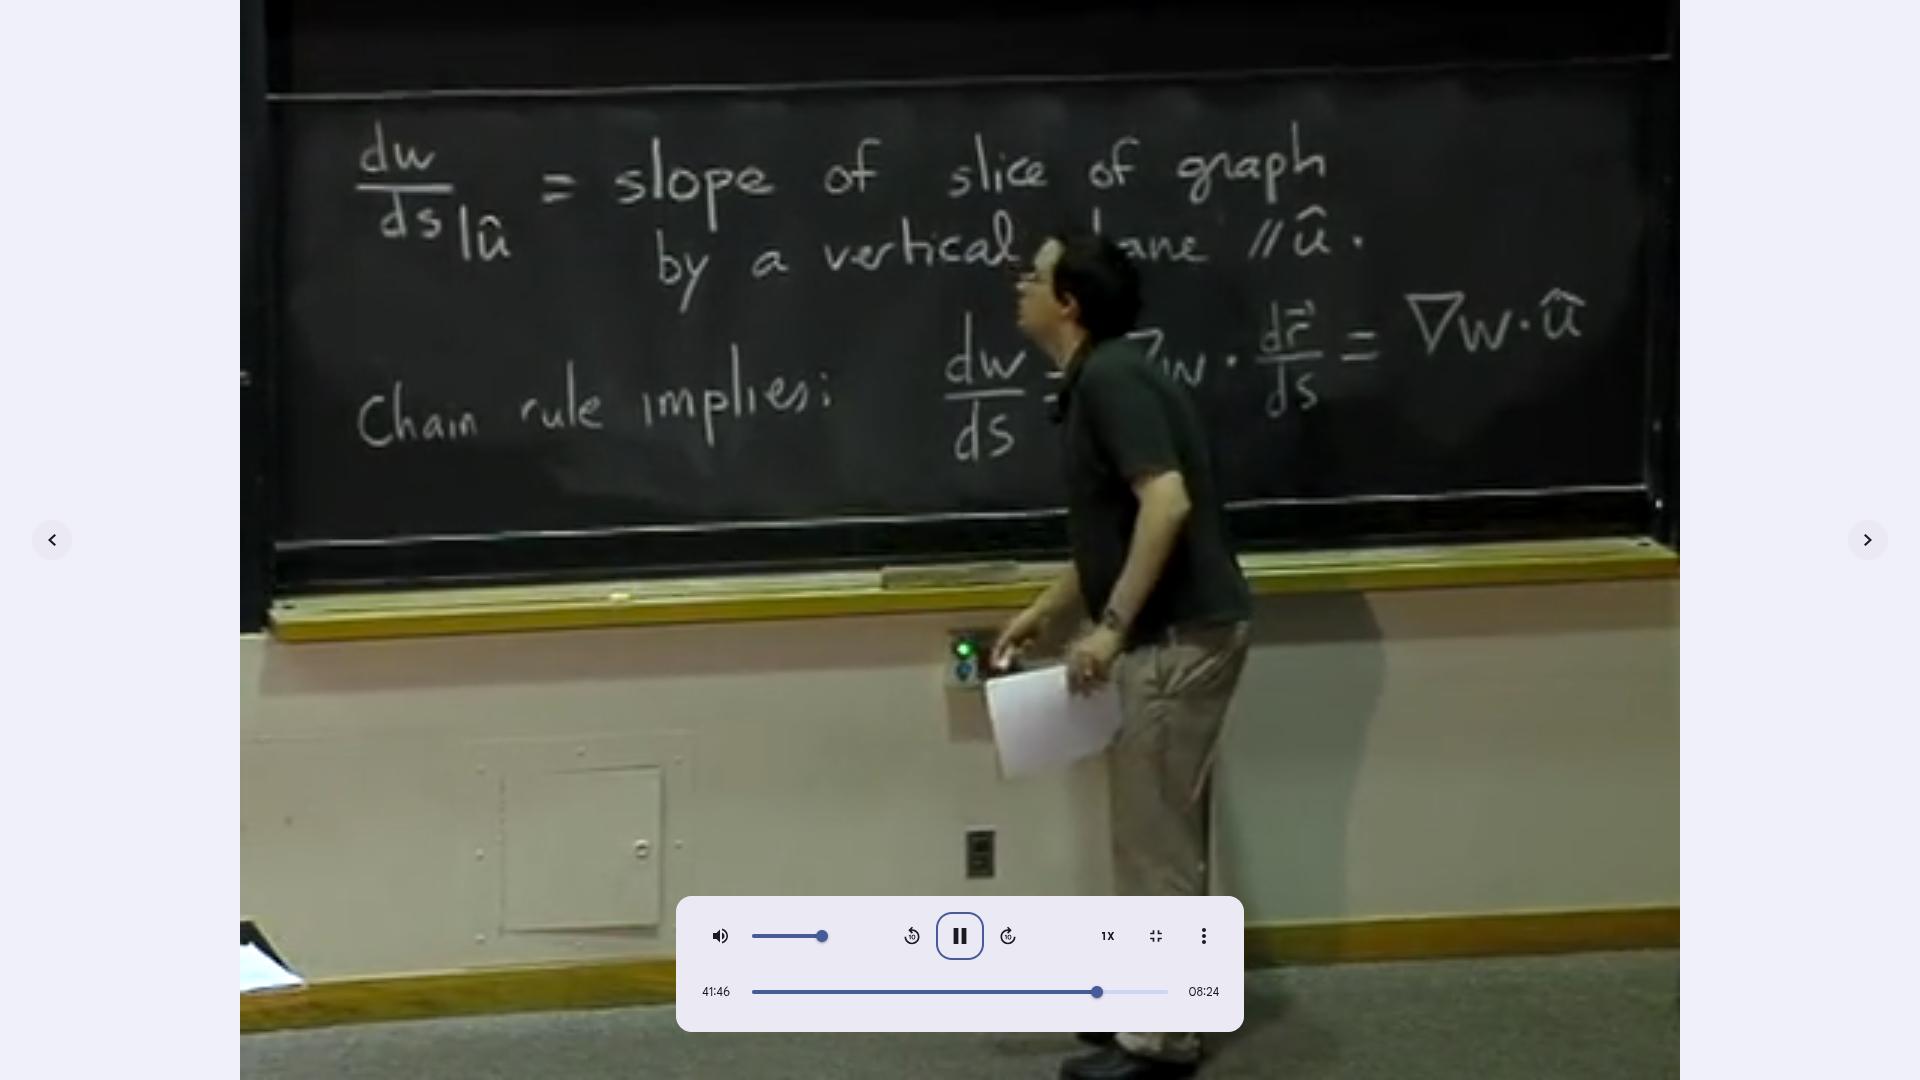 dw/ds|û = slope of slice of graph
by a vertical // û.
Chain rule implies: dw/ds = w · dr⃗/ds = ∇w · û
1X
41:46 08:24